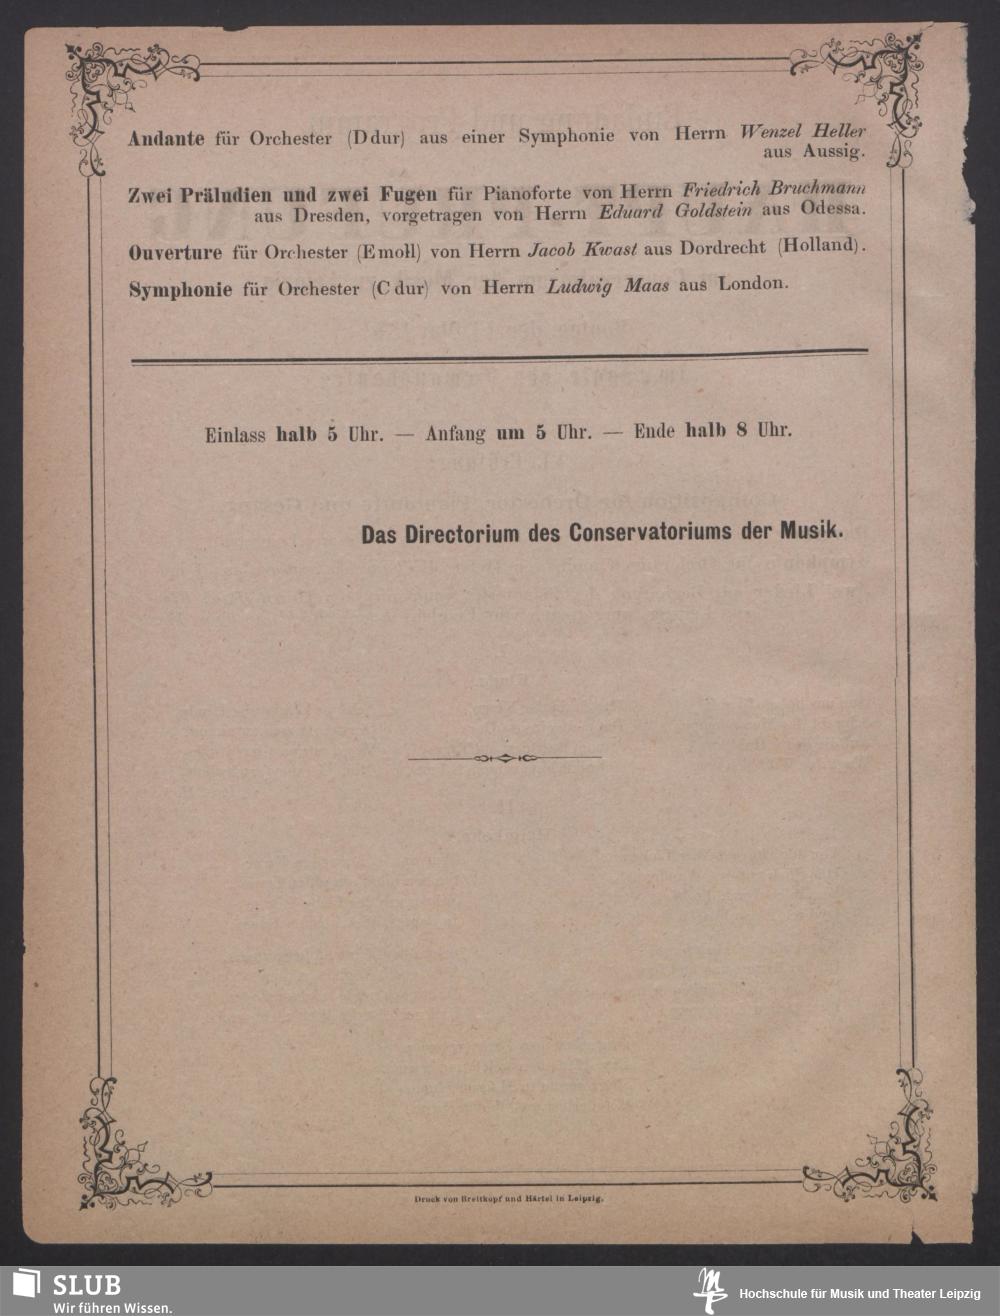 Andante für Orchester (D dur) aus einer Symphonie von Herrn Wenzel Heller
aus Aussig.
Zwei Präludien und zwei Fugen für Pianoforte von Herrn Friedrich Bruchmann
aus Dresden, vorgetragen von Herrn Eduard Goldstein aus Odessa.
Ouverture für Orchester (E moll) von Herrn Jacob Kwast aus Dordrecht (Holland).
Symphonie für Orchester (C dur) von Herrn Ludwig Maas aus London.
Einlass halb 5 Uhr. — Anfang um 5 Uhr. — Ende halb 8 Uhr.
Das Directorium des Conservatoriums der Musik.
Druck von Breitkopf und Härtel in Leipzig.
SLUB
Wir führen Wissen.
Hochschule für Musik und Theater Leipzig